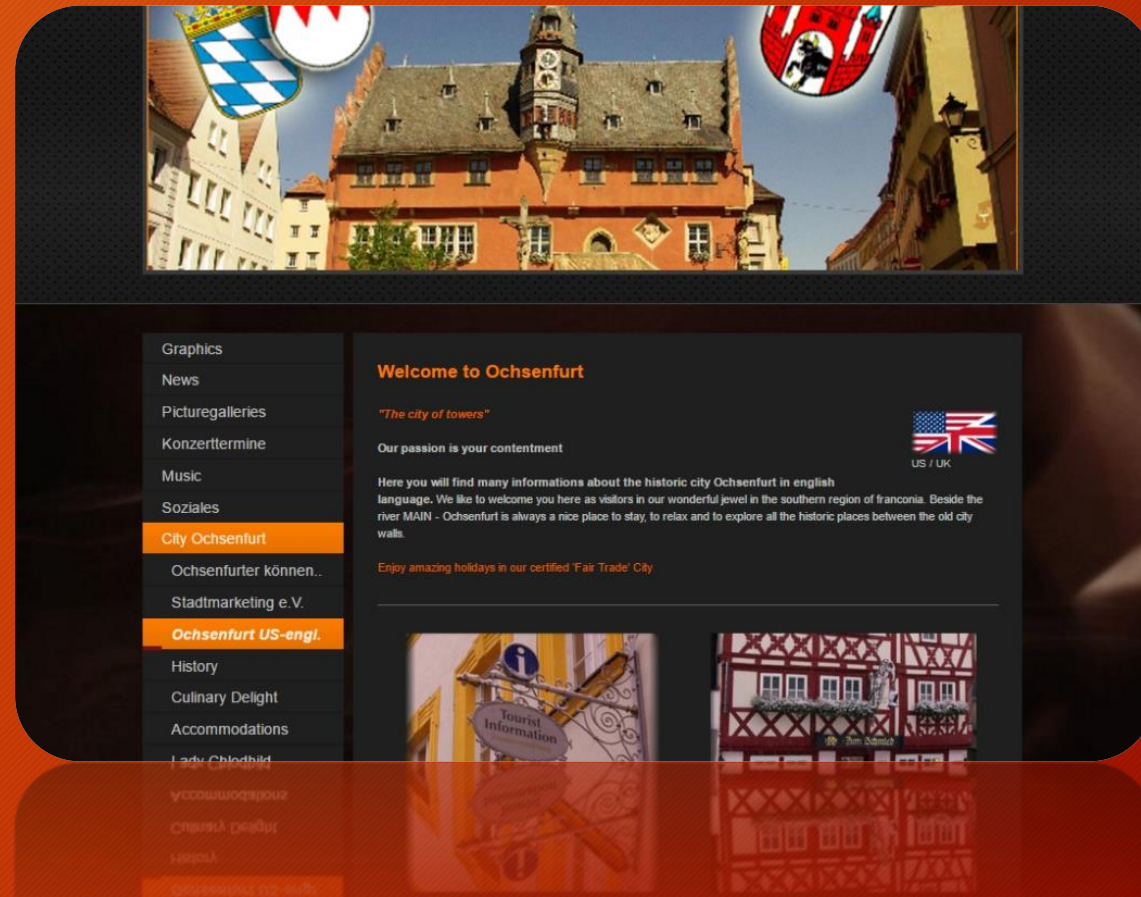 Graphics
News
Picturegalleries
Konzerttermine
Music
Soziales
City Ochsenfurt
Ochsenfurter können..
Stadtmarketing e.V.
Ochsenfurt US-engl.
History
Culinary Delight
Accommodations
Lady Chlodhild
Welcome to Ochsenfurt
"The city of towers"
US / UK
Our passion is your contentment
Here you will find many informations about the historic city Ochsenfurt in english
language. We like to welcome you here as visitors in our wonderful jewel in the southern region of franconia. Beside the
river MAIN - Ochsenfurt is always a nice place to stay, to relax and to explore all the historic places between the old city
walls.
Enjoy amazing holidays in our certified 'Fair Trade' City
i
Tourist
Information
Zum Schmied